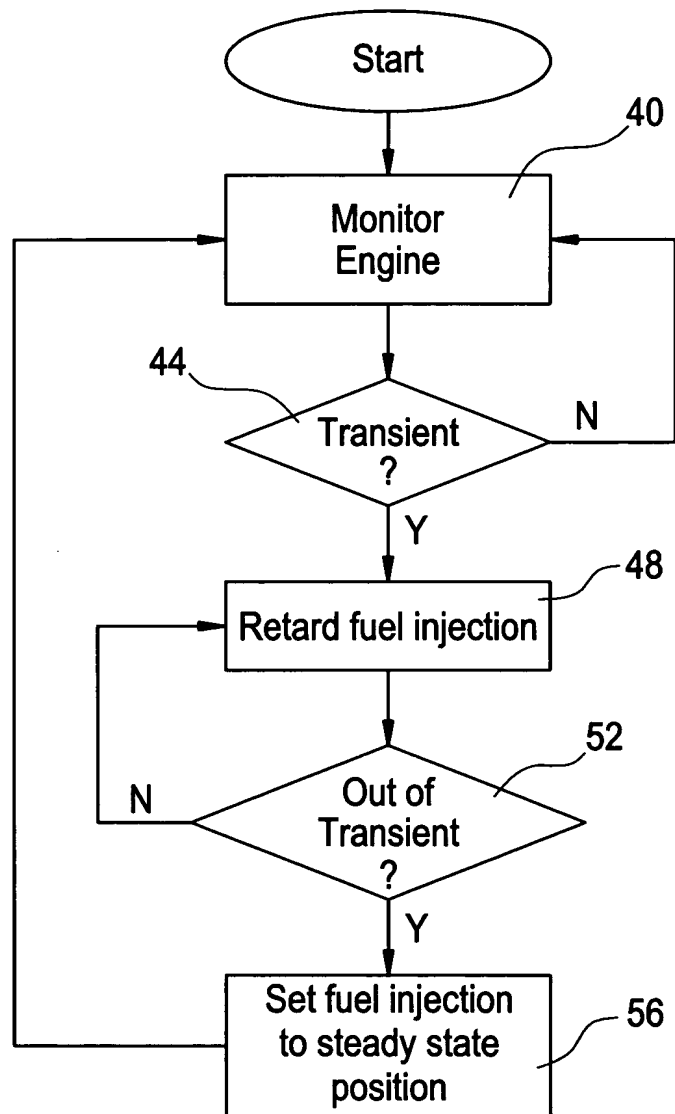 Start
40
Monitor
Engine
44
Transient
?
N
Y
48
Retard fuel injection
52
Out of
Transient
?
N
Y
Set fuel injection
to steady state
position
56